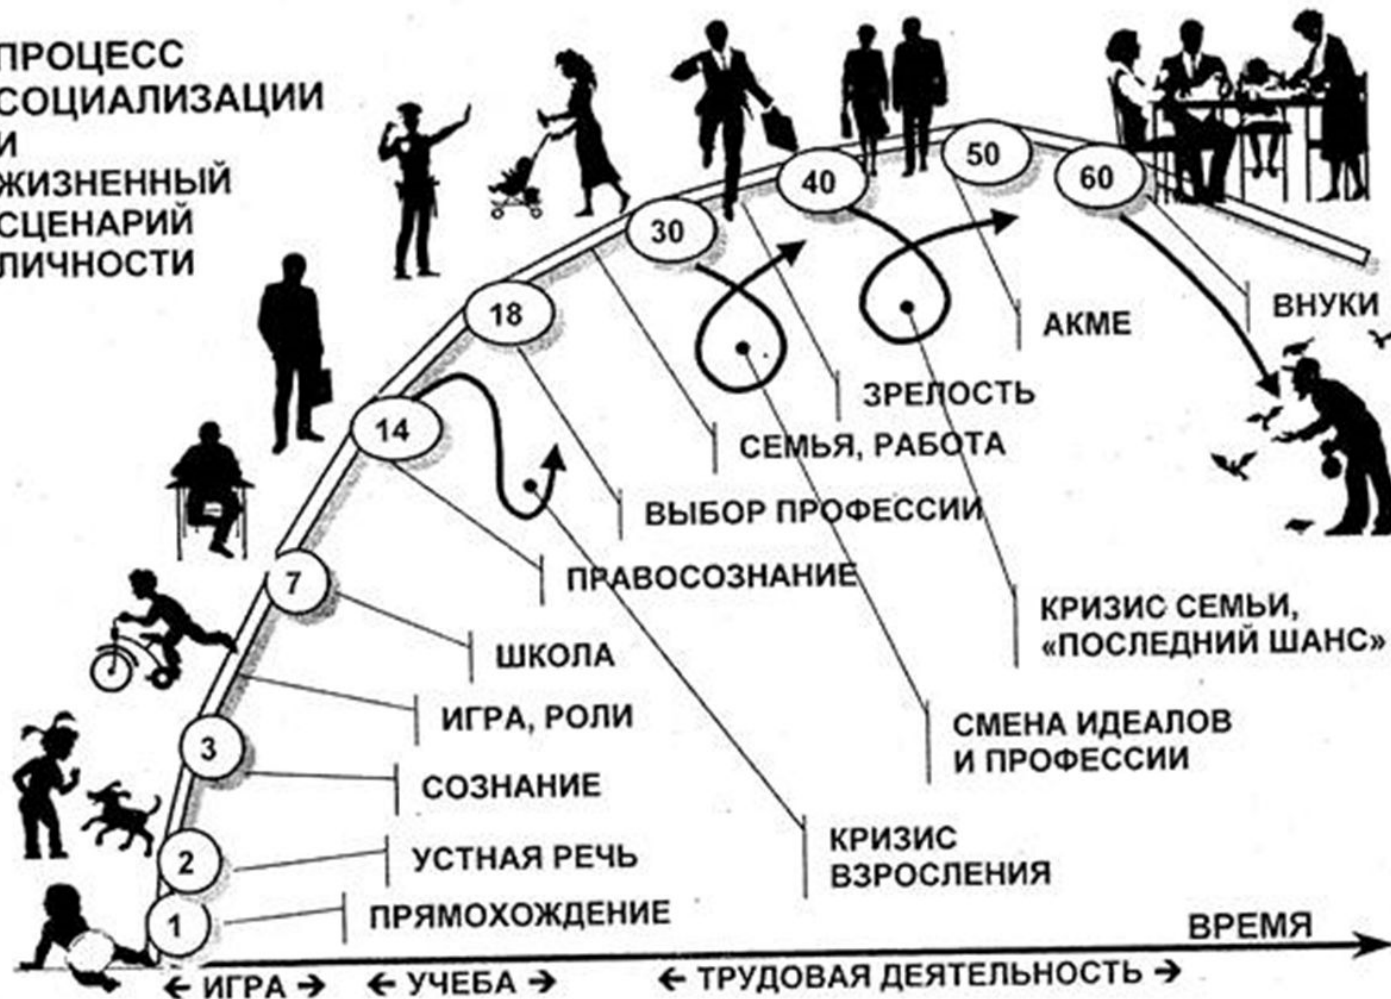 ПРОЦЕСС
СОЦИАЛИЗАЦИИ
И
ЖИЗНЕННЫЙ
СЦЕНАРИЙ
ЛИЧНОСТИ
60
50
40
30
18
14
7
3
2
1
ВНУКИ
АКМЕ
ЗРЕЛОСТЬ
СЕМЬЯ, РАБОТА
ВЫБОР ПРОФЕССИИ
ПРАВОСОЗНАНИЕ
КРИЗИС СЕМЬИ,
«ПОСЛЕДНИЙ ШАНС»
ШКОЛА
ИГРА, РОЛИ
СМЕНА ИДЕАЛОВ
И ПРОФЕССИИ
СОЗНАНИЕ
КРИЗИС
ВЗРОСЛЕНИЯ
УСТНАЯ РЕЧЬ
ПРЯМОХОЖДЕНИЕ
ВРЕМЯ
← ИГРА → ← УЧЕБА → ← ТРУДОВАЯ ДЕЯТЕЛЬНОСТЬ →